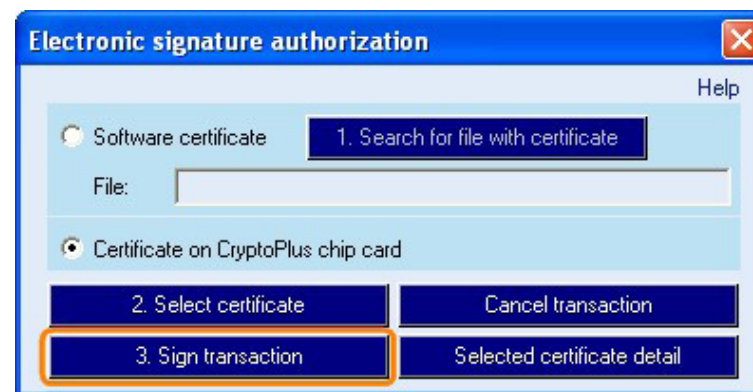 Electronic signature authorization
Help
Software certificate 1. Search for file with certificate
File:
Certificate on CryptoPlus chip card
2. Select certificate Cancel transaction
3. Sign transaction Selected certificate detail